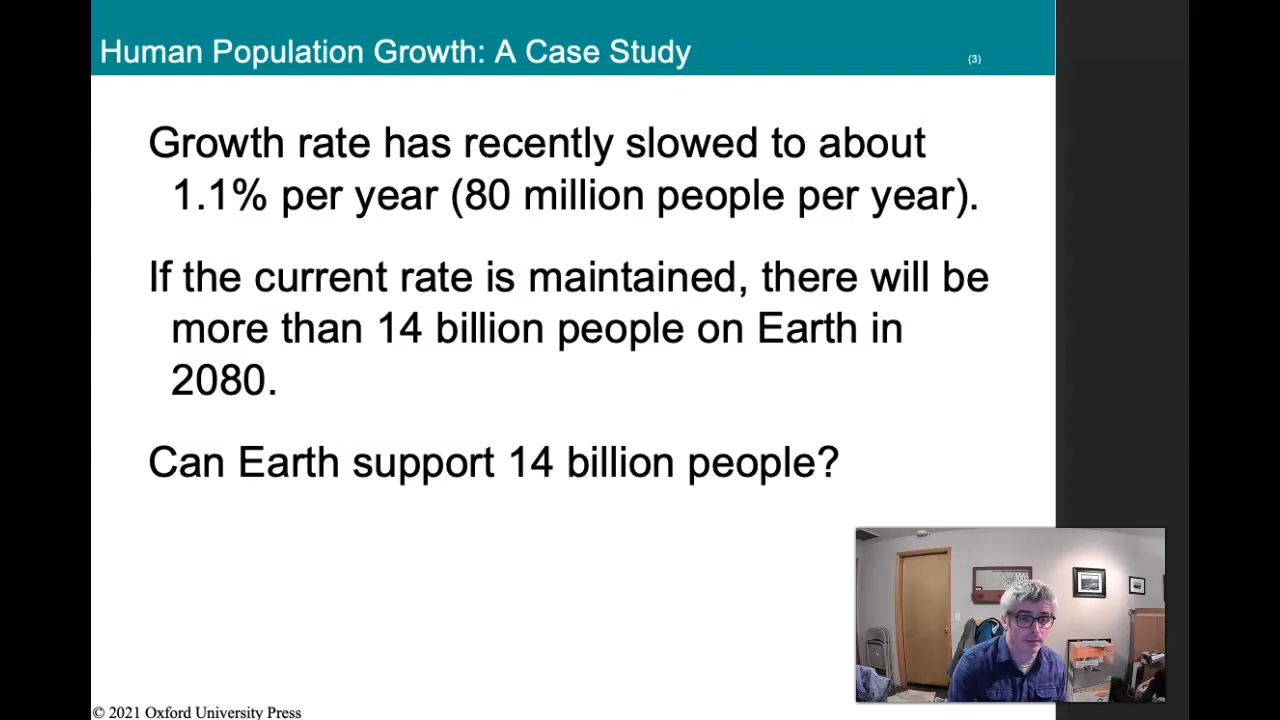 Human Population Growth: A Case Study
(3)
Growth rate has recently slowed to about
1.1% per year (80 million people per year).
If the current rate is maintained, there will be
more than 14 billion people on Earth in
2080.
Can Earth support 14 billion people?
© 2021 Oxford University Press